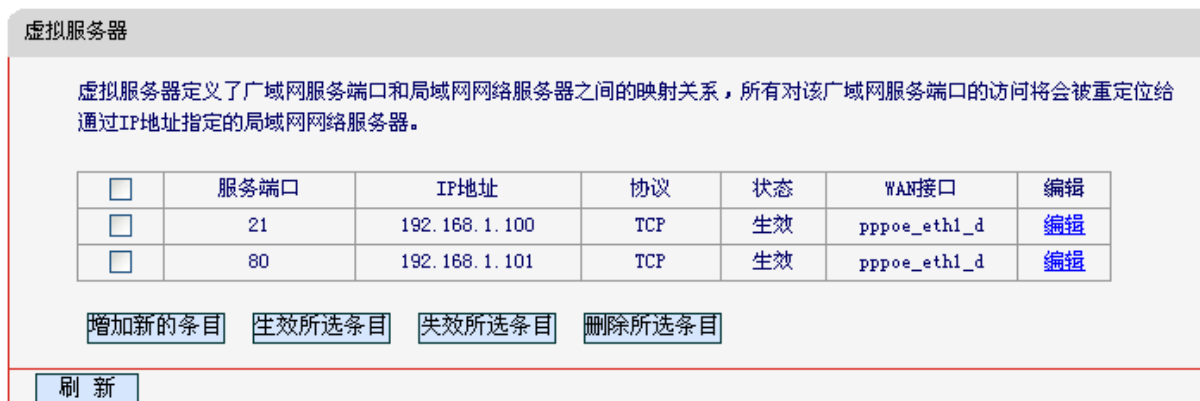 虚拟服务器
虚拟服务器定义了广域网服务端口和局域网网络服务器之间的映射关系，所有对该广域网服务端口的访问将会被重定位给
通过IP地址指定的局域网网络服务器。
服务端口 IP地址 协议 状态 WAN接口 编辑
21 192.168.1.100 TCP 生效 pppoe_eth1_d 编辑
80 192.168.1.101 TCP 生效 pppoe_eth1_d 编辑
增加新的条目 生效所选条目 失效所选条目 删除所选条目
刷 新